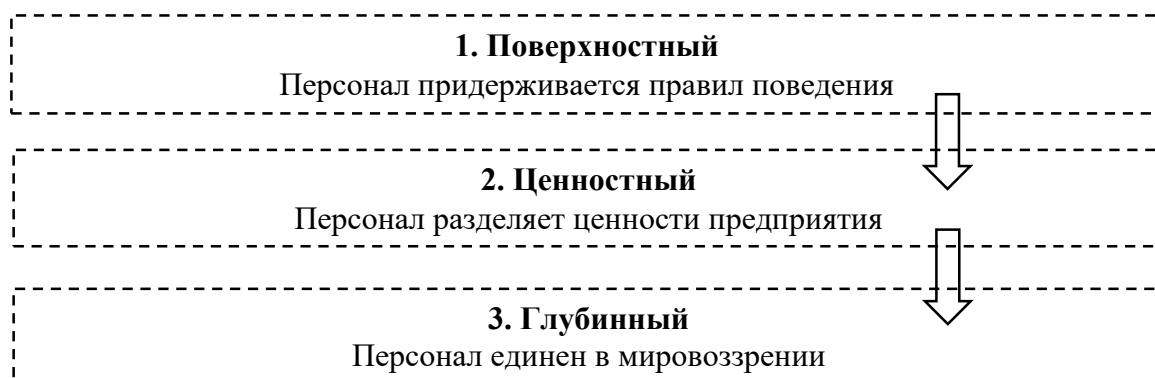 1. Поверхностный
Персонал придерживается правил поведения
2. Ценностный
Персонал разделяет ценности предприятия
3. Глубинный
Персонал единен в мировоззрении